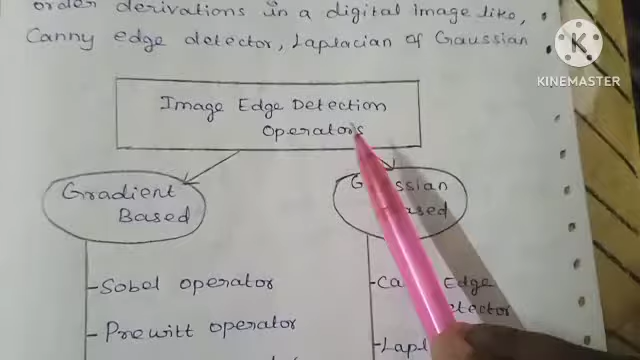 order derivations in a digital image like,
Canny edge detector, Laplacian of Gaussian
KINEMASTER
Image Edge Detection
Operators
Gradient
Based
Sobel operator
Prewitt operator
Edge